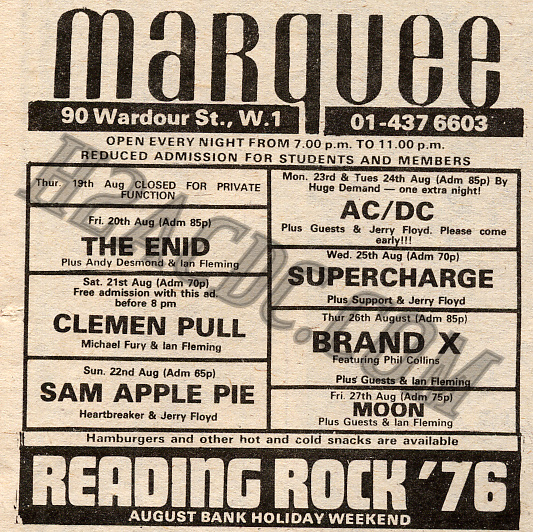 marquee
90 Wardour St., W.1
01-437 6603
OPEN EVERY NIGHT FROM 7.00 p.m. TO 11.00 p.m.
REDUCED ADMISSION FOR STUDENTS AND MEMBERS
Thur. 19th Aug CLOSED FOR PRIVATE
FUNCTION
Fri. 20th Aug (Adm 85p)
THE ENID
Plus Andy Desmond & Ian Fleming
Sat. 21st Aug (Adm 70p)
Free admission with this ad.
before 8 pm
CLEMEN PULL
Michael Fury & Ian Fleming
Sun. 22nd Aug (Adm 65p)
SAM APPLE PIE
Heartbreaker & Jerry Floyd
Mon. 23rd & Tues 24th Aug (Adm 85p) By
Huge Demand — one extra night!
AC/DC
Plus Guests & Jerry Floyd. Please come
early!!!
Wed. 25th Aug (Adm 70p)
SUPERCHARGE
Plus Support & Jerry Floyd
Thur 26th August (Adm 85p)
BRAND X
Featuring Phil Collins
Plus Guests & Ian Fleming
Fri. 27th Aug (Adm 75p)
MOON
Plus Guests & Ian Fleming
Hamburgers and other hot and cold snacks are available
READING ROCK '76
AUGUST BANK HOLIDAY WEEKEND
H2ACDC.COM